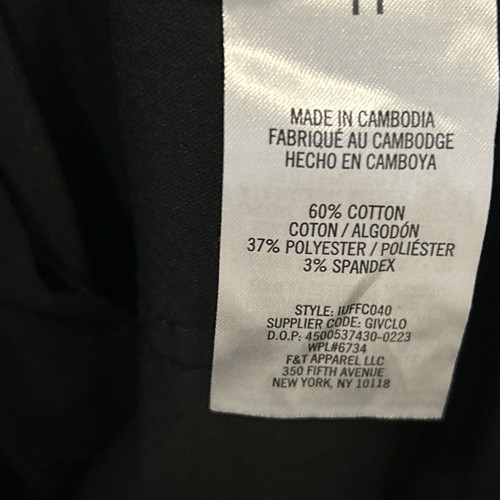 MADE IN CAMBODIA
FABRIQUÉ AU CAMBODGE
HECHO EN CAMBOYA
60% COTTON
COTON / ALGODÓN
37% POLYESTER / POLIÉSTER
3% SPANDEX
STYLE: IUFFC040
SUPPLIER CODE: GIVCLO
D.O.P: 4500537430-0223
WPL#6734
F&T APPAREL LLC
350 FIFTH AVENUE
NEW YORK, NY 10118